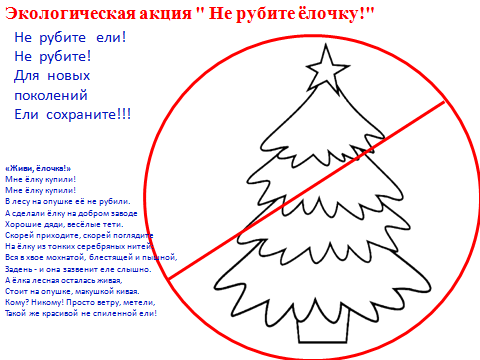 Экологическая акция " Не рубите ёлочку!"
Не рубите ели!
Не рубите!
Для новых
поколений
Ели сохраните!!!
«Живи, ёлочка!»
Мне ёлку купили!
Мне ёлку купили!
В лесу на опушке её не рубили.
А сделали ёлку на добром заводе
Хорошие дяди, весёлые тети.
Скорей приходите, скорей поглядите
На ёлку из тонких серебряных нитей.
Вся в хвое мохнатой, блестящей и пышной,
Задень - и она зазвенит еле слышно.
А ёлка лесная осталась живая,
Стоит на опушке, макушкой кивая.
Кому? Никому! Просто ветру, метели,
Такой же красивой не спиленной ели!